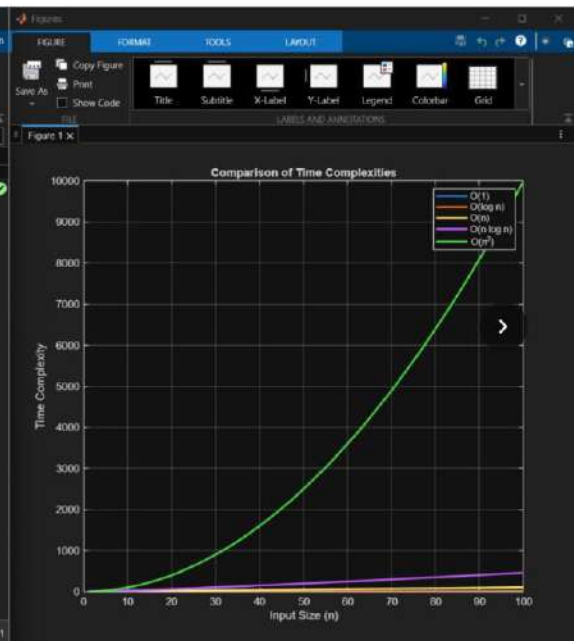 Figures
FIGURE FORMAT TOOLS LAYOUT
Save As
Copy Figure
Print
Show Code
FILE
Title Subtitle X-Label Y-Label Legend Colorbar Grid
LABELS AND ANNOTATIONS
Figure 1
Comparison of Time Complexities
O(1)
O(log n)
O(n)
O(n log n)
O(n²)
Time Complexity
10000
9000
8000
7000
6000
5000
4000
3000
2000
1000
0
0 10 20 30 40 50 60 70 80 90 100
Input Size (n)